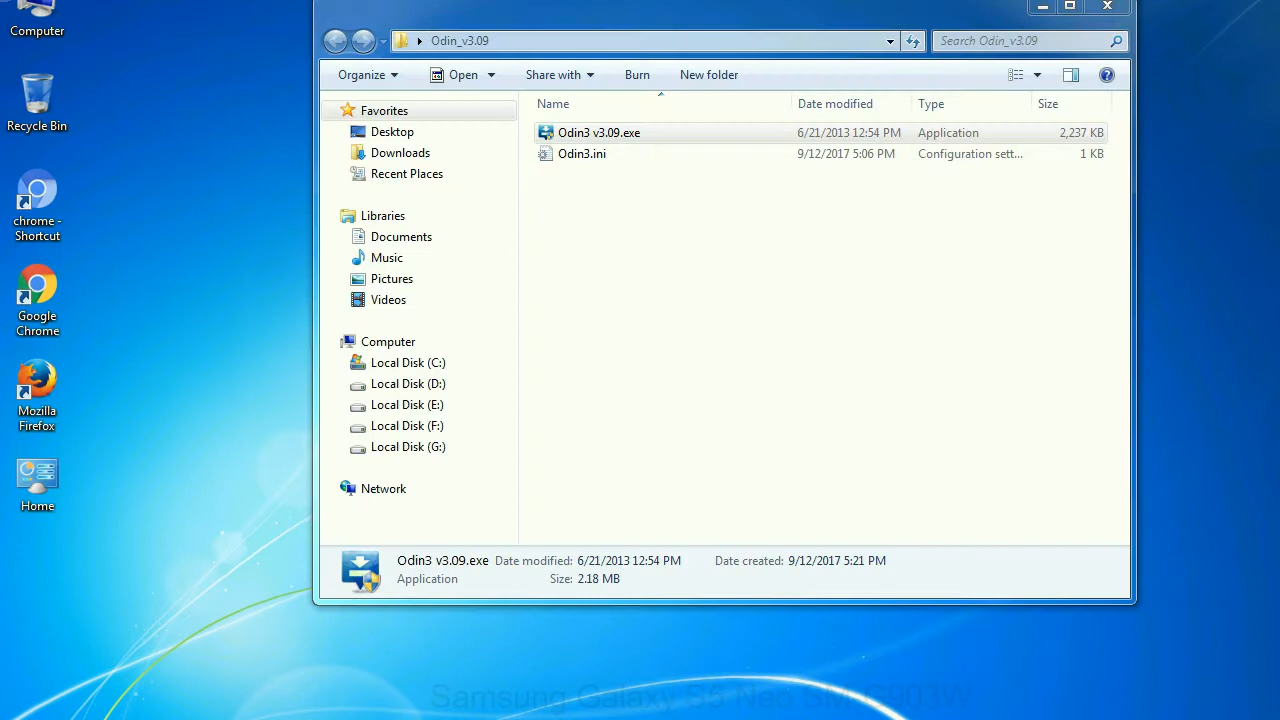 Computer
Recycle Bin
chrome -
Shortcut
Google
Chrome
Mozilla
Firefox
Home
Odin_v3.09
Search Odin_v3.09
Organize
Open
Share with
Burn
New folder
Favorites
Desktop
Downloads
Recent Places
Libraries
Documents
Music
Pictures
Videos
Computer
Local Disk (C:)
Local Disk (D:)
Local Disk (E:)
Local Disk (F:)
Local Disk (G:)
Network
Name Date modified Type Size
Odin3 v3.09.exe 6/21/2013 12:54 PM Application 2,237 KB
Odin3.ini 9/12/2017 5:06 PM Configuration sett... 1 KB
Odin3 v3.09.exe Date modified: 6/21/2013 12:54 PM Date created: 9/12/2017 5:21 PM
Application Size: 2.18 MB
Samsung Galaxy S5 Neo SM-G903W